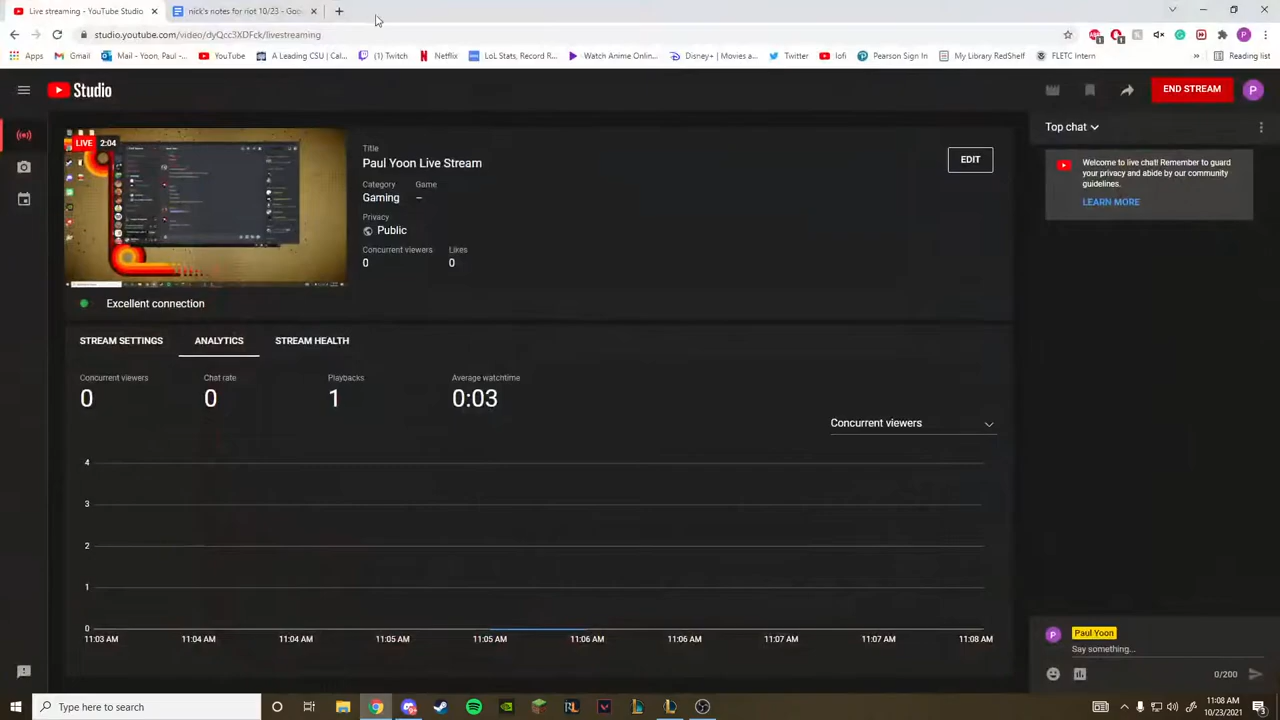 Live streaming - YouTube Studio
nick's notes for riot 10/23 - Goo
studio.youtube.com/video/dyQcc3XDFck/livestreaming
Apps
Gmail
Mail - Yoon, Paul -...
YouTube
A Leading CSU | Cal...
(1) Twitch
Netflix
LoL Stats, Record R...
Watch Anime Onlin...
Disney+ | Movies a...
Twitter
lofi
Pearson Sign In
My Library RedShelf
FLETC Intern
»
Reading list
Studio
END STREAM
P
LIVE 2:04
Title
Paul Yoon Live Stream
EDIT
Category Game
Gaming –
Privacy
Public
Concurrent viewers Likes
0 0
Excellent connection
STREAM SETTINGS ANALYTICS STREAM HEALTH
Concurrent viewers Chat rate Playbacks Average watchtime
0 0 1 0:03
Concurrent viewers
4
3
2
1
0
11:03 AM 11:04 AM 11:04 AM 11:05 AM 11:05 AM 11:06 AM 11:06 AM 11:07 AM 11:07 AM 11:08 AM
Top chat
Welcome to live chat! Remember to guard
your privacy and abide by our community
guidelines.
LEARN MORE
P Paul Yoon
Say something...
0/200
Type here to search
11:08 AM
10/23/2021